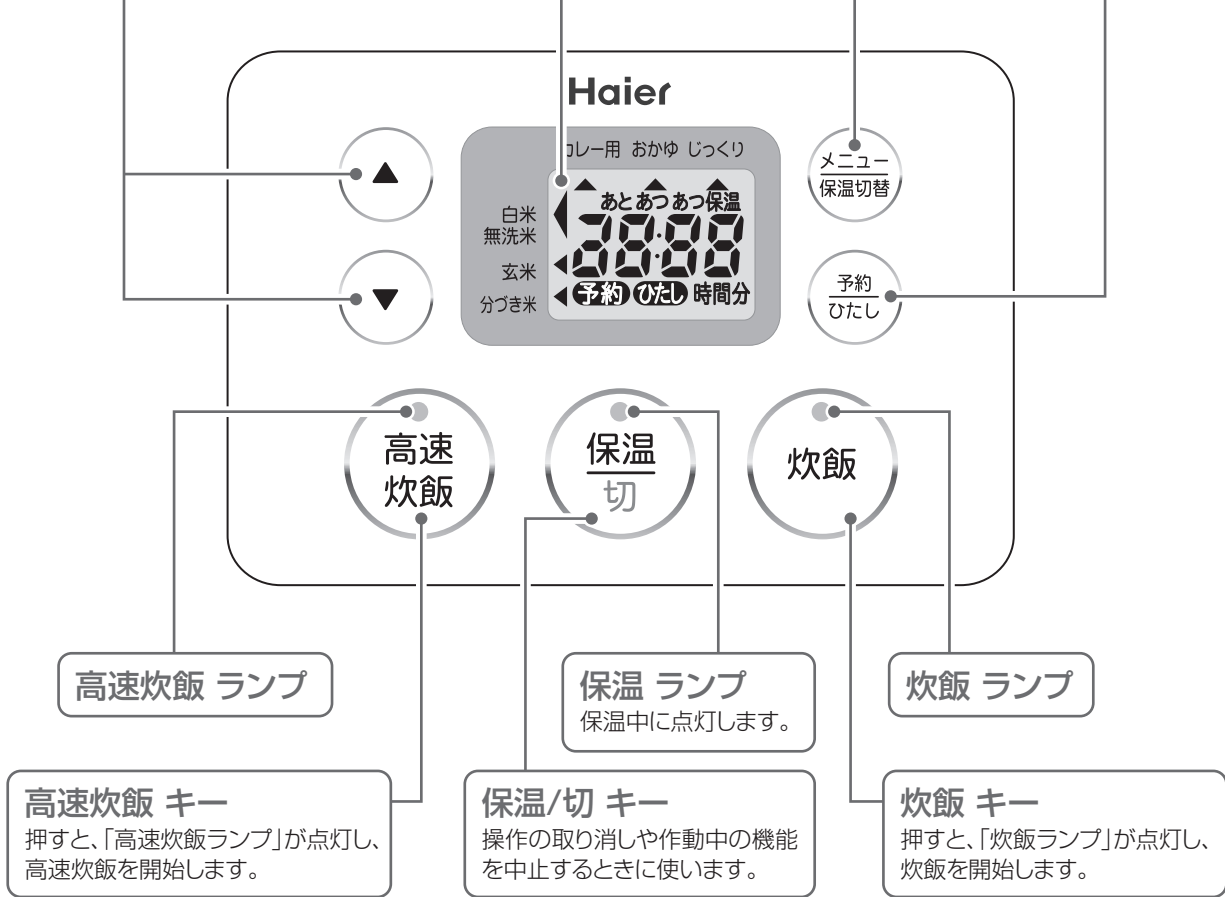 Haier
カレー用 おかゆ じっくり
▲
メニュー
保温切替
あとあつあつ保温
白米
無洗米
28:88
玄米
予約 ひたし 時間分
分づき米
▼
予約
ひたし
高速
炊飯
保温
切
炊飯
高速炊飯 ランプ
保温 ランプ
保温中に点灯します。
炊飯 ランプ
高速炊飯 キー
押すと、「高速炊飯ランプ」が点灯し、
高速炊飯を開始します。
保温/切 キー
操作の取り消しや作動中の機能
を中止するときに使います。
炊飯 キー
押すと、「炊飯ランプ」が点灯し、
炊飯を開始します。